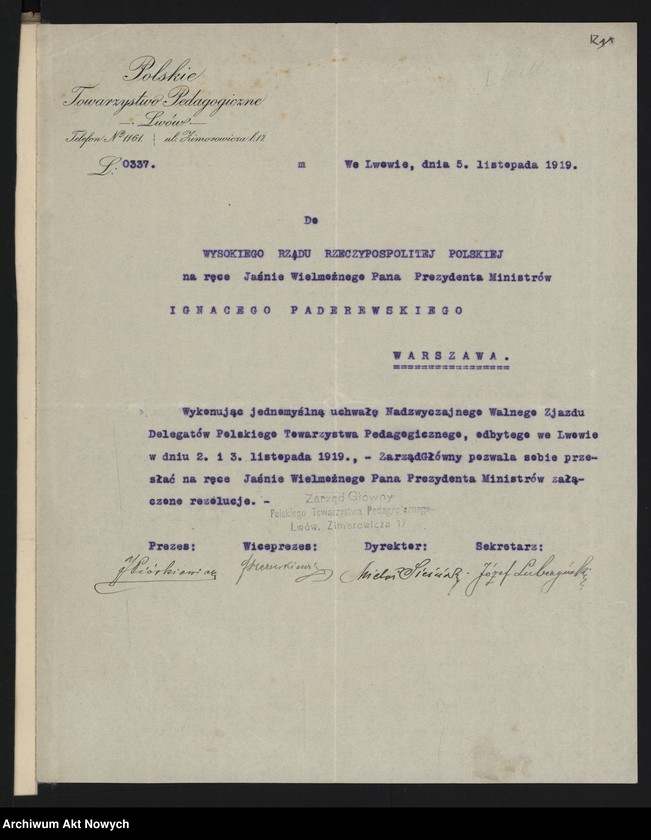 Polskie
Towarzystwo Pedagogiczne
Lwów
Telefon Nº 1161. ul. Zimorowicza l. 17.
L: 0337. m We Lwowie, dnia 5. listopada 1919.
Do
WYSOKIEGO RZĄDU RZECZYPOSPOLITEJ POLSKIEJ
na ręce Jaśnie Wielmożnego Pana Prezydenta Ministrów
IGNACEGO PADEREWSKIEGO
WARSZAWA.
Wykonując jednomyślną uchwałę Nadzwyczajnego Walnego Zjazdu
Delegatów Polskiego Towarzystwa Pedagogicznego, odbytego we Lwowie
w dniu 2. i 3. listopada 1919., - ZarządGłówny pozwala sobie prze-
słać na ręce Jaśnie Wielmożnego Pana Prezydenta Ministrów załą-
czone rezolucje. -
Zarząd Główny
Polskiego Towarzystwa Pedagogicznego
Lwów, Zimorowicza 17
Prezes: Wiceprezes: Dyrektor: Sekretarz:
Józef
Archiwum Akt Nowych